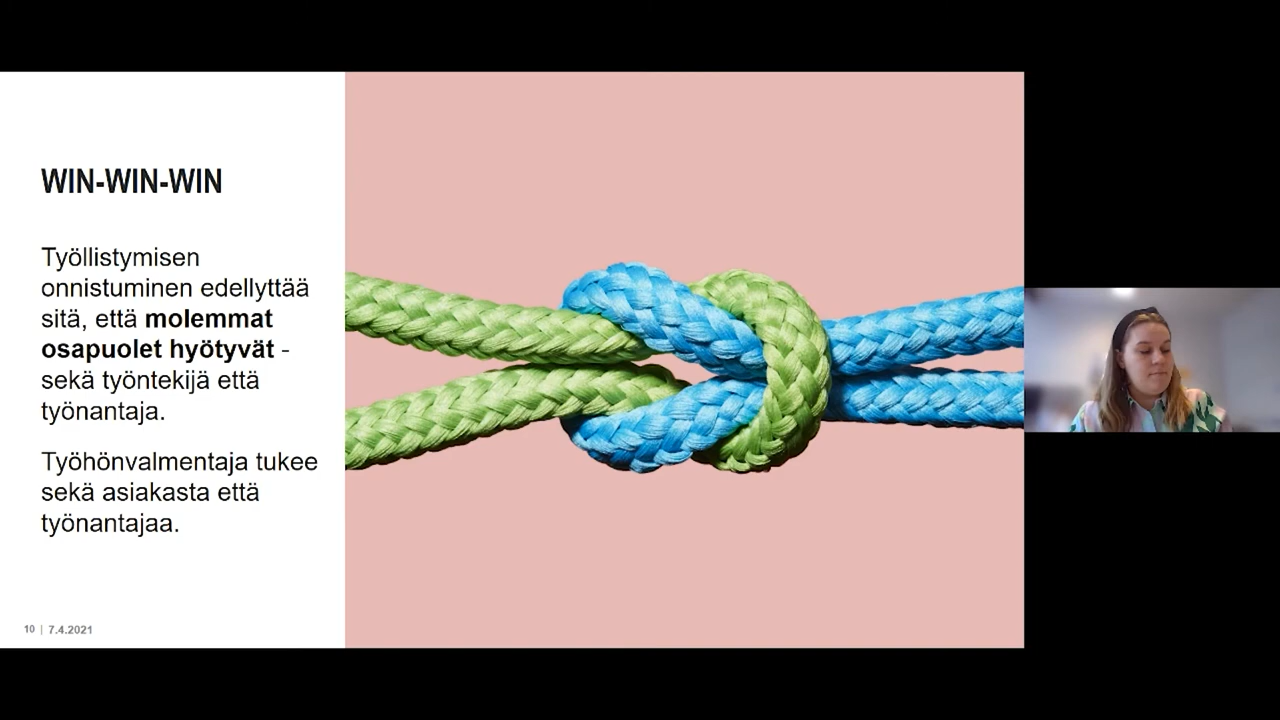 WIN-WIN-WIN
Työllistymisen
onnistuminen edellyttää
sitä, että molemmat
osapuolet hyötyvät -
sekä työntekijä että
työnantaja.
Työhönvalmentaja tukee
sekä asiakasta että
työnantajaa.
10 | 7.4.2021